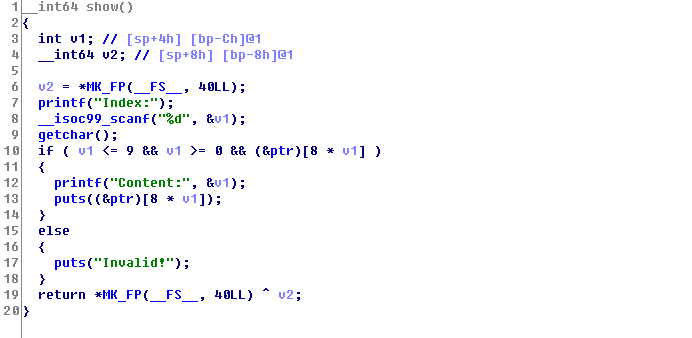 1 __int64 show()
2 {
3   int v1; // [sp+4h] [bp-Ch]@1
4   __int64 v2; // [sp+8h] [bp-8h]@1
5
6   v2 = *MK_FP(__FS__, 40LL);
7   printf("Index:");
8   __isoc99_scanf("%d", &v1);
9   getchar();
10   if ( v1 <= 9 && v1 >= 0 && (&ptr)[8 * v1] )
11   {
12     printf("Content:", &v1);
13     puts((&ptr)[8 * v1]);
14   }
15   else
16   {
17     puts("Invalid!");
18   }
19   return *MK_FP(__FS__, 40LL) ^ v2;
20 }